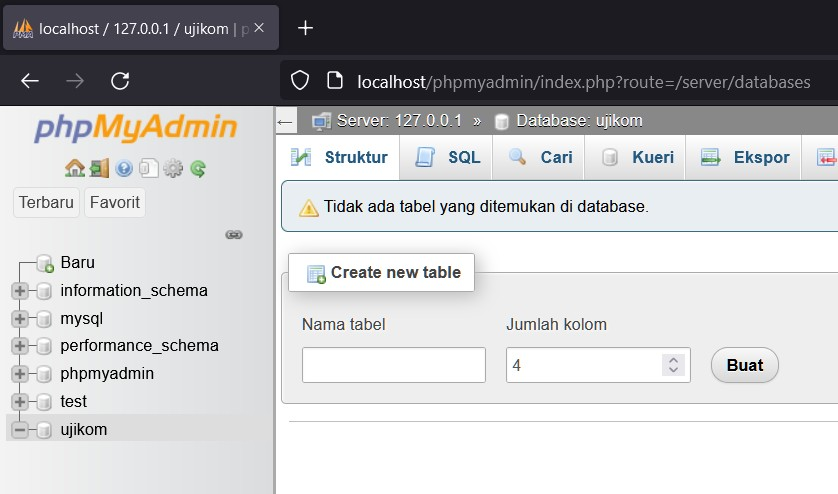 localhost / 127.0.0.1 / ujikom | p
localhost/phpmyadmin/index.php?route=/server/databases
phpMyAdmin
Terbaru Favorit
Baru
information_schema
mysql
performance_schema
phpmyadmin
test
ujikom
Server: 127.0.0.1 » Database: ujikom
Struktur SQL Cari Kueri Ekspor
Tidak ada tabel yang ditemukan di database.
Create new table
Nama tabel Jumlah kolom
4 Buat